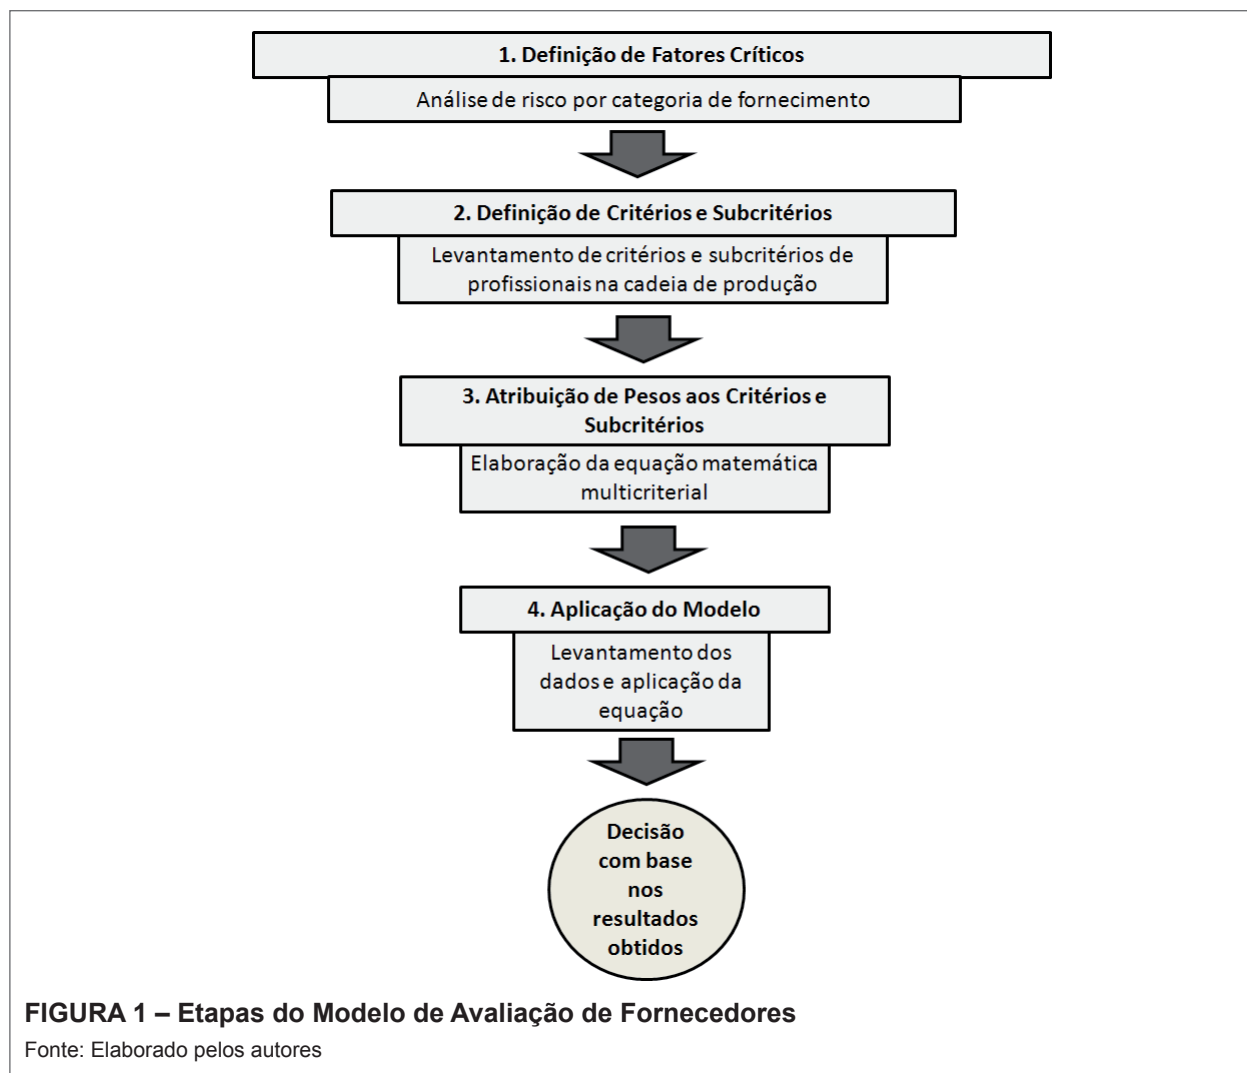 1. Definição de Fatores Críticos
Análise de risco por categoria de fornecimento
2. Definição de Critérios e Subcritérios
Levantamento de critérios e subcritérios de
profissionais na cadeia de produção
3. Atribuição de Pesos aos Critérios e
Subcritérios
Elaboração da equação matemática
multicriterial
4. Aplicação do Modelo
Levantamento dos
dados e aplicação da
equação
Decisão
com base
nos
resultados
obtidos
FIGURA 1 – Etapas do Modelo de Avaliação de Fornecedores
Fonte: Elaborado pelos autores